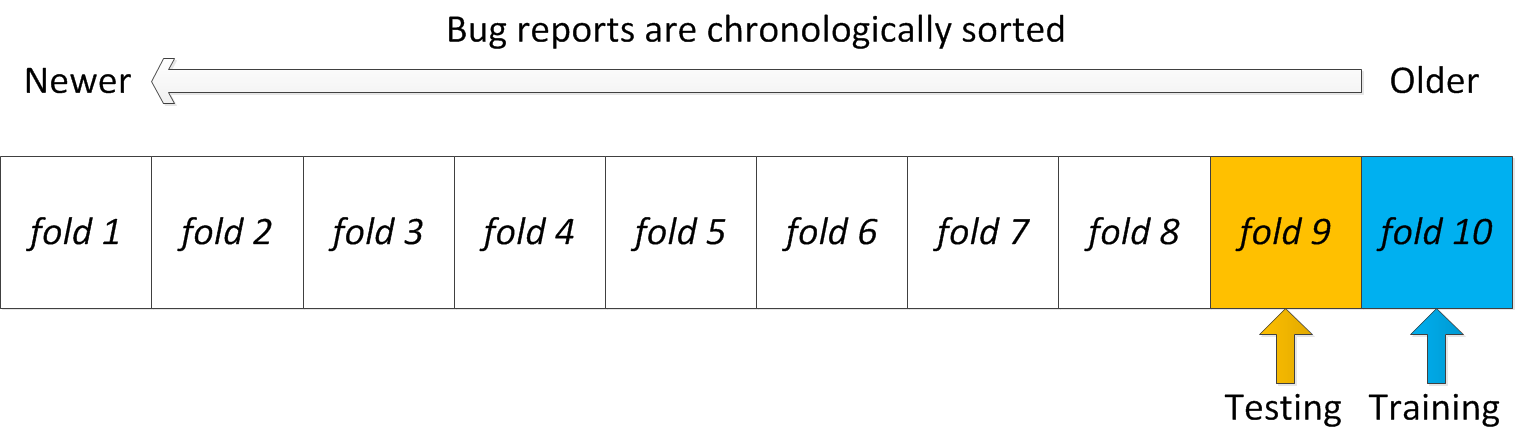 Bug reports are chronologically sorted
Newer Older
fold 1 fold 2 fold 3 fold 4 fold 5 fold 6 fold 7 fold 8 fold 9 fold 10
Testing Training